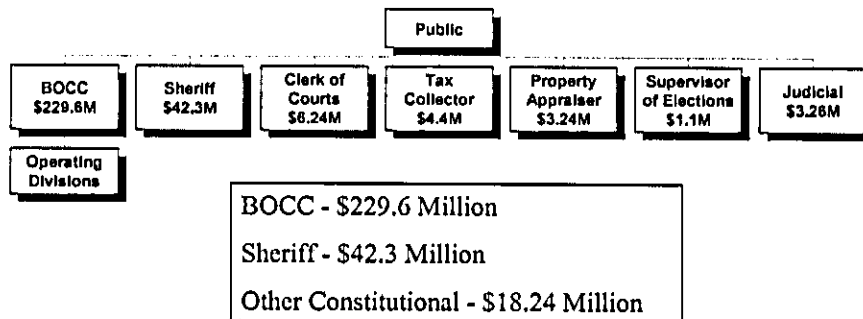 Public
BOCC
$229.6M
Sheriff
$42.3M
Clerk of
Courts
$6.24M
Tax
Collector
$4.4M
Property
Appraiser
$3.24M
Supervisor
of Elections
$1.1M
Judicial
$3.26M
Operating
Divisions
BOCC - $229.6 Million
Sheriff - $42.3 Million
Other Constitutional - $18.24 Million